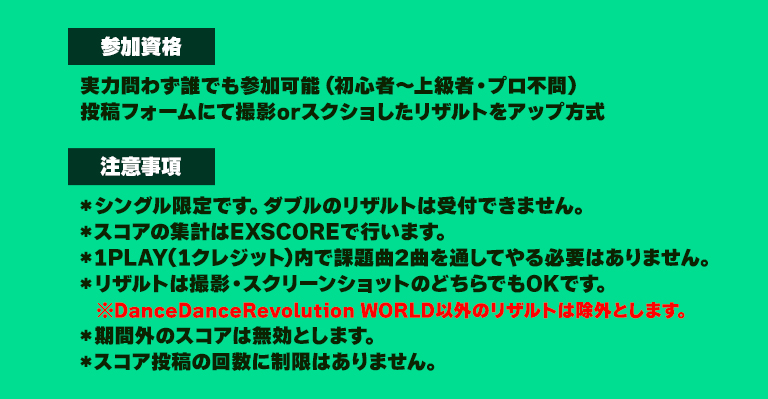 参加資格
実力問わず誰でも参加可能（初心者〜上級者・プロ不問）
投稿フォームにて撮影orスクショしたリザルトをアップ方式
注意事項
＊シングル限定です。ダブルのリザルトは受付できません。
＊スコアの集計はEXSCOREで行います。
＊1PLAY(1クレジット)内で課題曲2曲を通してやる必要はありません。
＊リザルトは撮影・スクリーンショットのどちらでもOKです。
※DanceDanceRevolution WORLD以外のリザルトは除外とします。
＊期間外のスコアは無効とします。
＊スコア投稿の回数に制限はありません。